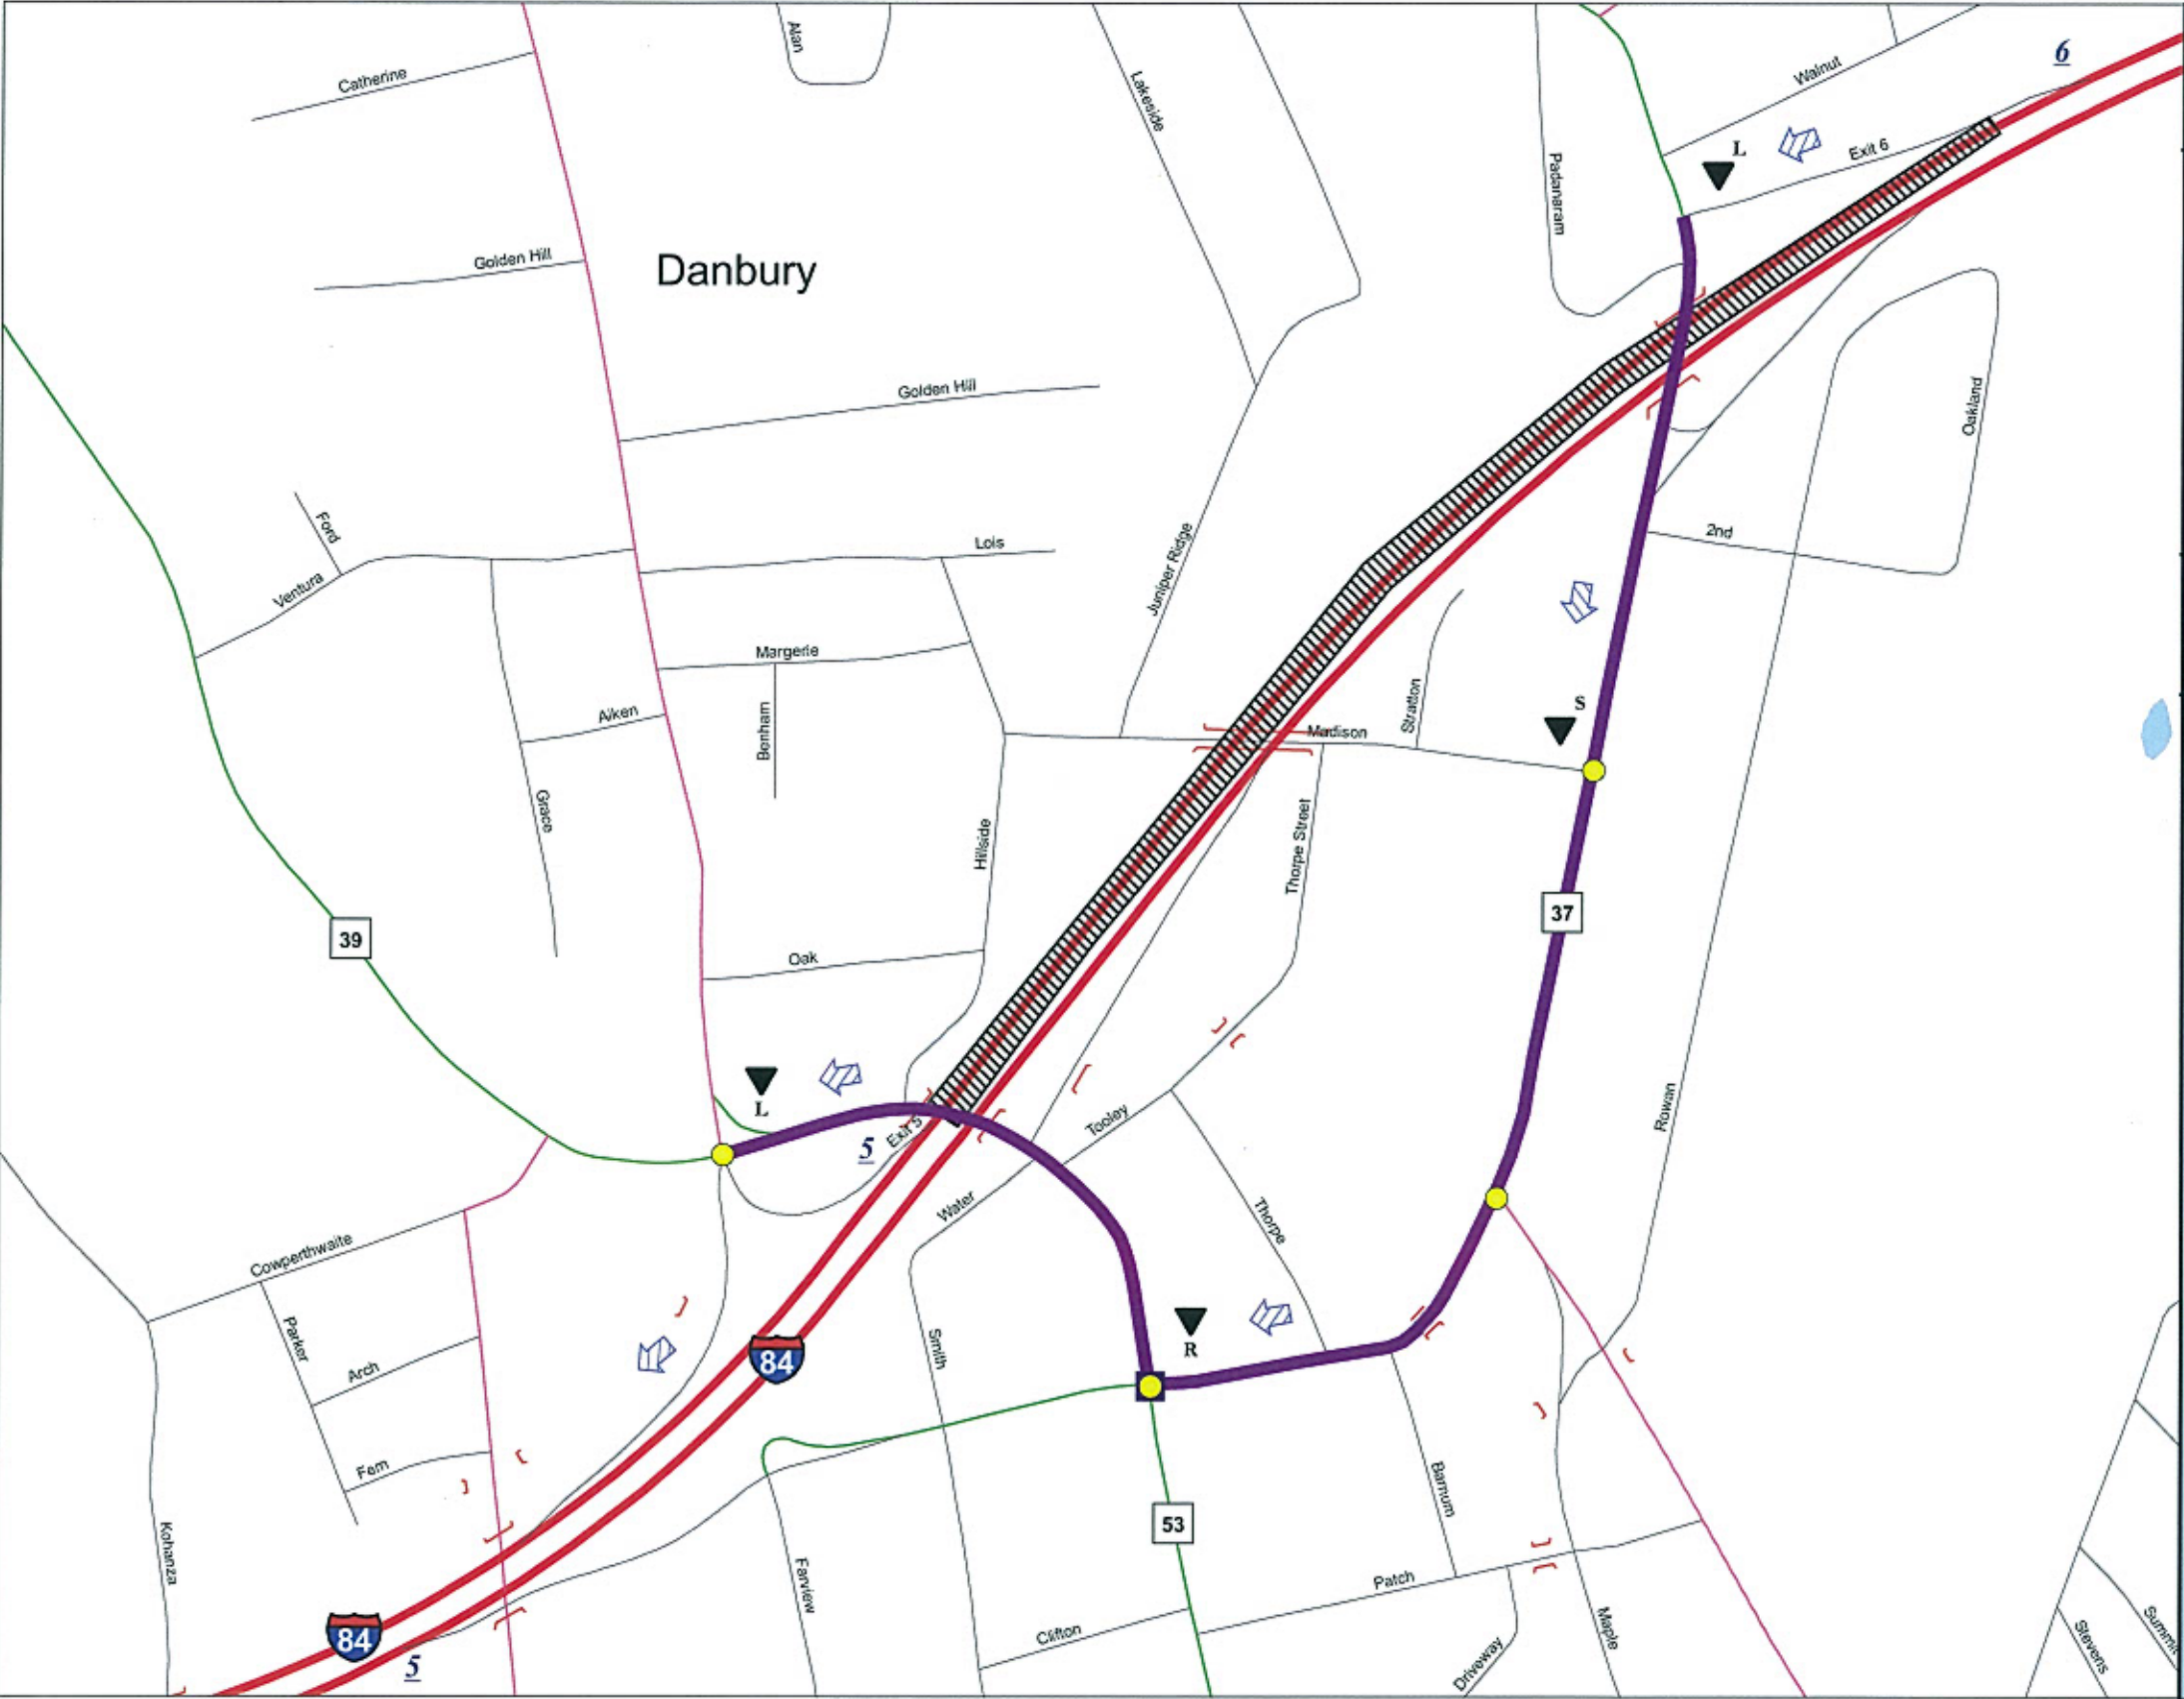 Alan
6
Catherine
Lakeside
Walnut
L
Exit 6
Padanaram
Golden Hill
Danbury
Golden Hill
Oakland
Ford
2nd
Lois
Juniper Ridge
Ventura
Margerie
Stratton
S
Aiken
Benham
Madison
Grace
Hillside
Thorpe Street
37
39
Oak
L
Rowan
Tooley
Exit 5
5
Water
Thorpe
Cowperthwaite
Parker
Smith
R
84
Arch
Fern
Barnum
53
Kohanza
Farview
Patch
Maple
Clifton
84
Stevens
Driveway
5